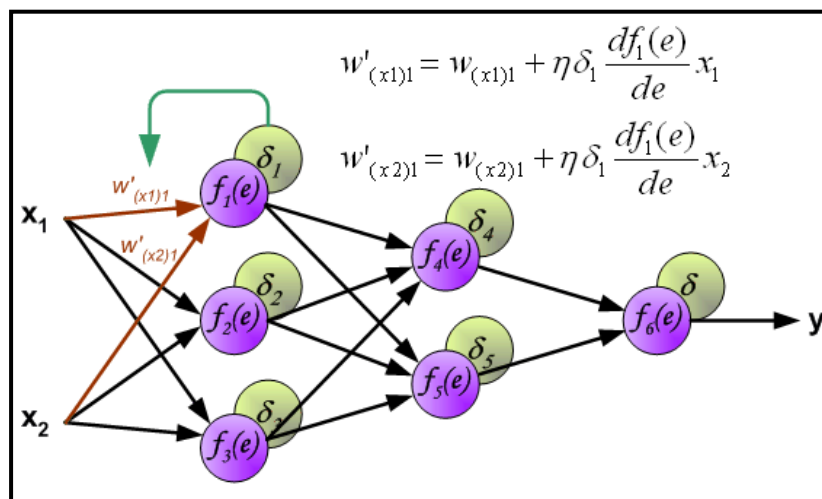 w'(x1)1 = w(x1)1 + ηδ1 df1(e)/de x1
w'(x2)1 = w(x2)1 + ηδ1 df1(e)/de x2
δ1
f1(e)
w'(x1)1
x1
w'(x2)1
δ4
f4(e)
δ2
f2(e)
δ
f6(e)
y
δ5
f5(e)
x2
δ3
f3(e)